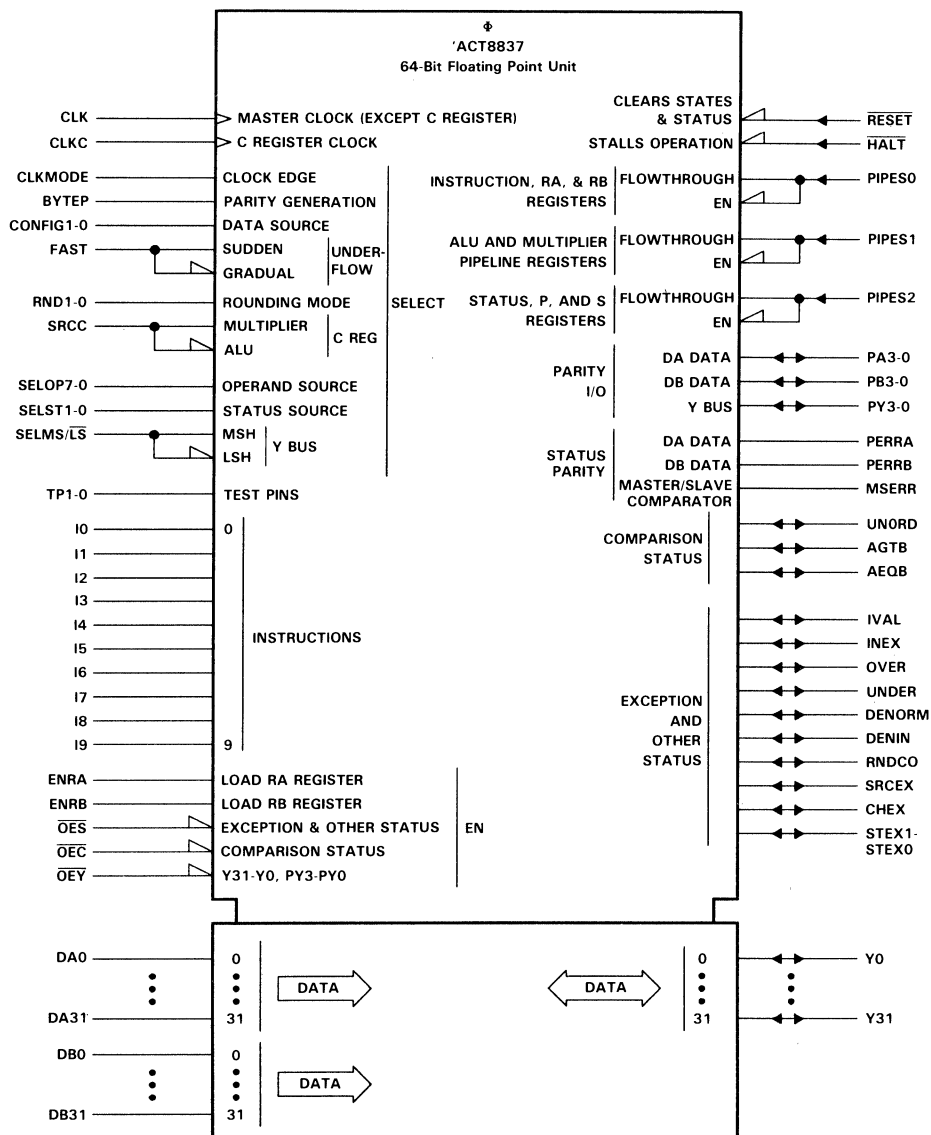 Φ
'ACT8837
64-Bit Floating Point Unit
CLK
MASTER CLOCK (EXCEPT C REGISTER)
CLKC
C REGISTER CLOCK
CLKMODE
CLOCK EDGE
BYTEP
PARITY GENERATION
CONFIG1-0
DATA SOURCE
FAST
SUDDEN
GRADUAL
UNDER-
FLOW
RND1-0
ROUNDING MODE
SELECT
SRCC
MULTIPLIER
ALU
C REG
SELOP7-0
OPERAND SOURCE
SELST1-0
STATUS SOURCE
SELMS/LS
MSH
LSH
Y BUS
TP1-0
TEST PINS
I0
0
I1
I2
I3
I4
INSTRUCTIONS
I5
I6
I7
I8
I9
9
ENRA
LOAD RA REGISTER
ENRB
LOAD RB REGISTER
OES
EXCEPTION & OTHER STATUS
EN
OEC
COMPARISON STATUS
OEY
Y31-Y0, PY3-PY0
CLEARS STATES
& STATUS
RESET
STALLS OPERATION
HALT
INSTRUCTION, RA, & RB
REGISTERS
FLOWTHROUGH
EN
PIPES0
ALU AND MULTIPLIER
PIPELINE REGISTERS
FLOWTHROUGH
EN
PIPES1
STATUS, P, AND S
REGISTERS
FLOWTHROUGH
EN
PIPES2
PARITY
I/O
DA DATA
PA3-0
DB DATA
PB3-0
Y BUS
PY3-0
STATUS
PARITY
DA DATA
PERRA
DB DATA
PERRB
MASTER/SLAVE
COMPARATOR
MSERR
COMPARISON
STATUS
UNORD
AGTB
AEQB
EXCEPTION
AND
OTHER
STATUS
IVAL
INEX
OVER
UNDER
DENORM
DENIN
RNDCO
SRCEX
CHEX
STEX1-
STEX0
DA0
0
DATA
DA31
31
DB0
0
DATA
DB31
31
DATA
0
Y0
31
Y31